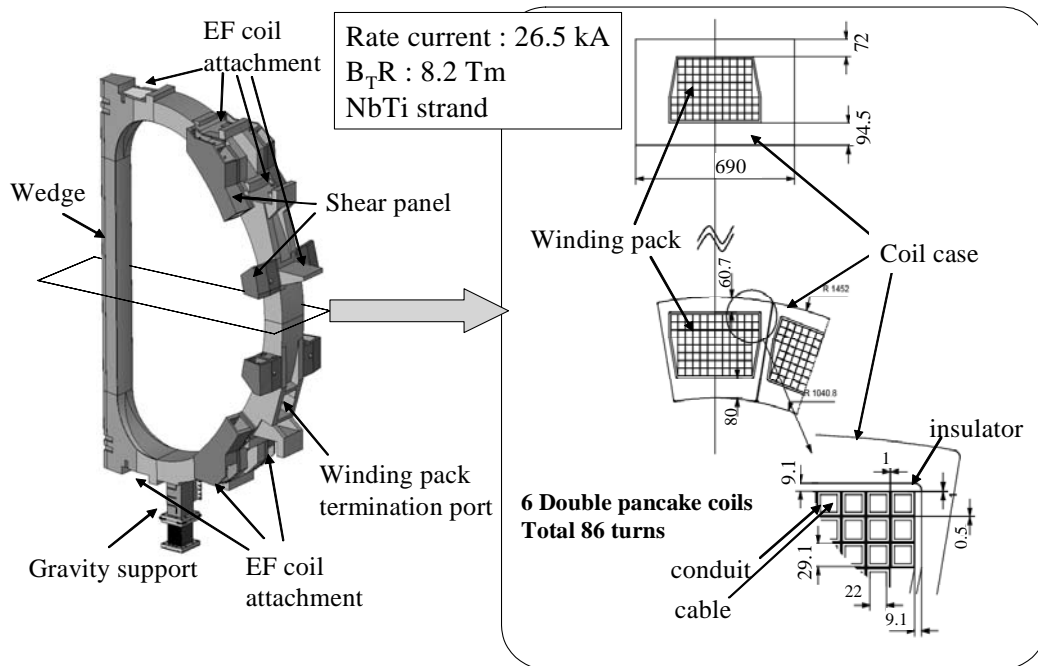 EF coil
attachment
Rate current : 26.5 kA
BTR : 8.2 Tm
NbTi strand
Wedge
Shear panel
Winding pack
termination port
Gravity support
EF coil
attachment
72
94.5
690
Winding pack
Coil case
60.7
R 1452
R 1040.8
80
insulator
1
9.1
6 Double pancake coils
Total 86 turns
0.5
29.1
conduit
cable
22
9.1